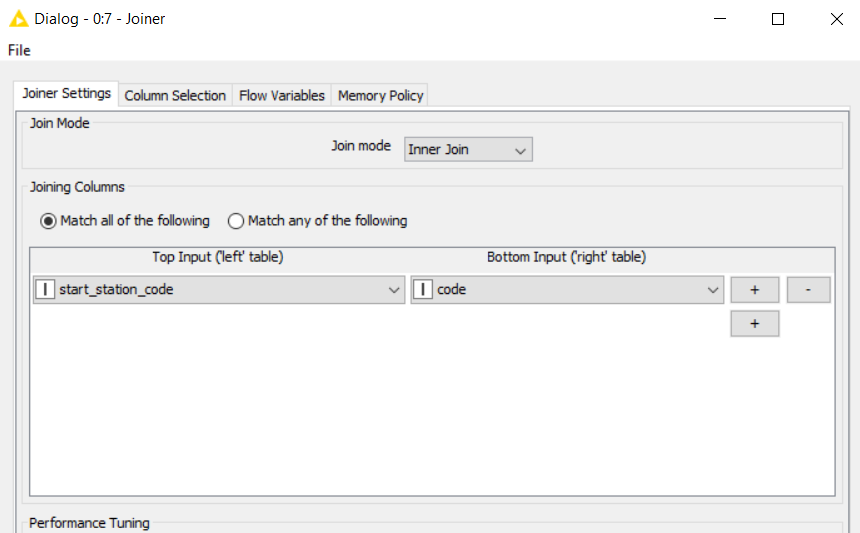 Dialog - 0:7 - Joiner
File
Joiner Settings Column Selection Flow Variables Memory Policy
Join Mode
Join mode Inner Join
Joining Columns
Match all of the following Match any of the following
Top Input ('left' table) Bottom Input ('right' table)
I start_station_code I code + -
+
Performance Tuning